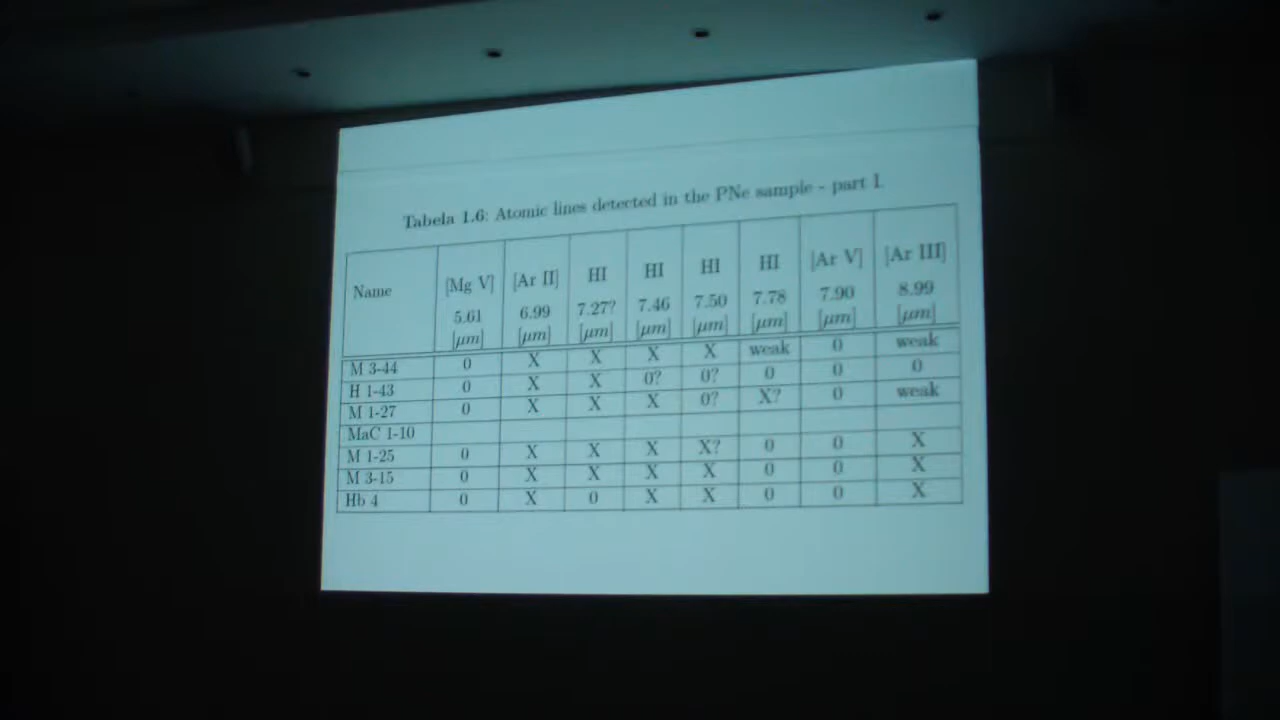 Tabela 1.6: Atomic lines detected in the PNe sample - part 1.
Name [Mg V] [Ar II] HI HI HI HI [Ar V] [Ar III]
5.61 6.99 7.27? 7.46 7.50 7.78 7.90 8.99
[μm] [μm] [μm] [μm] [μm] [μm] [μm] [μm]
M 3-44 0 X X X X weak 0 weak
H 1-43 0 X X 0? 0? 0 0 0
M 1-27 0 X X X 0? X? 0 weak
MaC 1-10
M 1-25 0 X X X X? 0 0 X
M 3-15 0 X X X X 0 0 X
Hb 4 0 X 0 X X 0 0 X